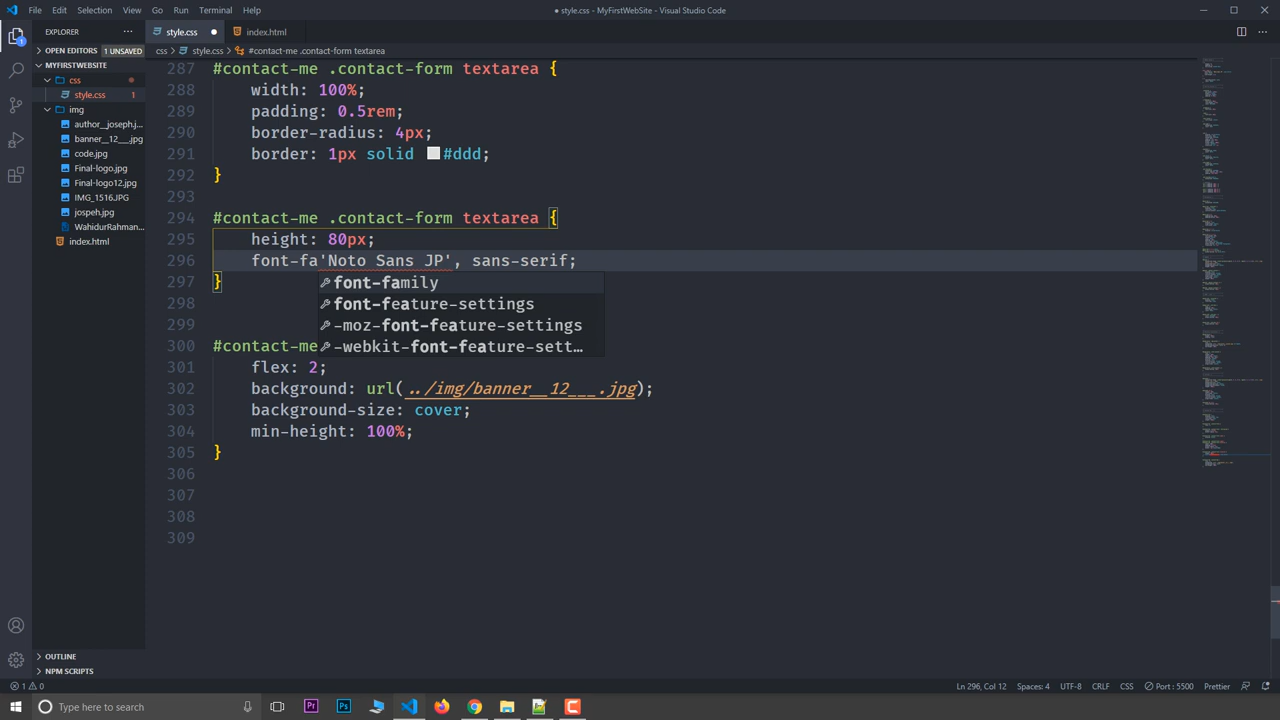 File Edit Selection View Go Run Terminal Help
● style.css - MyFirstWebSite - Visual Studio Code
EXPLORER
style.css
index.html
OPEN EDITORS 1 UNSAVED
css > style.css > #contact-me .contact-form textarea
MYFIRSTWEBSITE
css
style.css 1
img
author__joseph.j...
banner__12___.jpg
code.jpg
Final-logo.jpg
Final-logo12.jpg
IMG_1516.JPG
jospeh.jpg
WahidurRahman...
index.html
287 #contact-me .contact-form textarea {
288 width: 100%;
289 padding: 0.5rem;
290 border-radius: 4px;
291 border: 1px solid #ddd;
292 }
293
294 #contact-me .contact-form textarea {
295 height: 80px;
296 font-fa'Noto Sans JP', sans-serif;
297 }
font-family
298
font-feature-settings
299
-moz-font-feature-settings
300 #contact-me
-webkit-font-feature-sett...
301 flex: 2;
302 background: url(../img/banner__12___.jpg);
303 background-size: cover;
304 min-height: 100%;
305 }
306
307
308
309
OUTLINE
NPM SCRIPTS
1 0
Ln 296, Col 12 Spaces: 4 UTF-8 CRLF CSS Port : 5500 Prettier
Type here to search